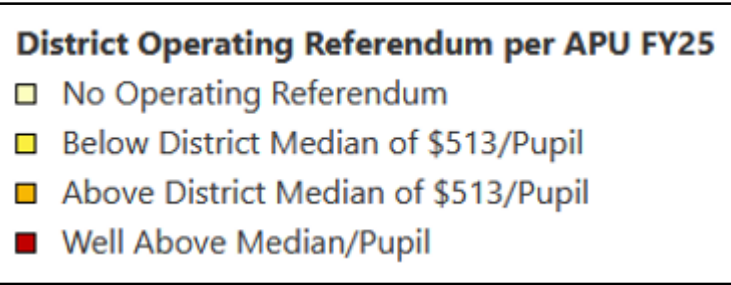 District Operating Referendum per APU FY25
No Operating Referendum
Below District Median of $513/Pupil
Above District Median of $513/Pupil
Well Above Median/Pupil